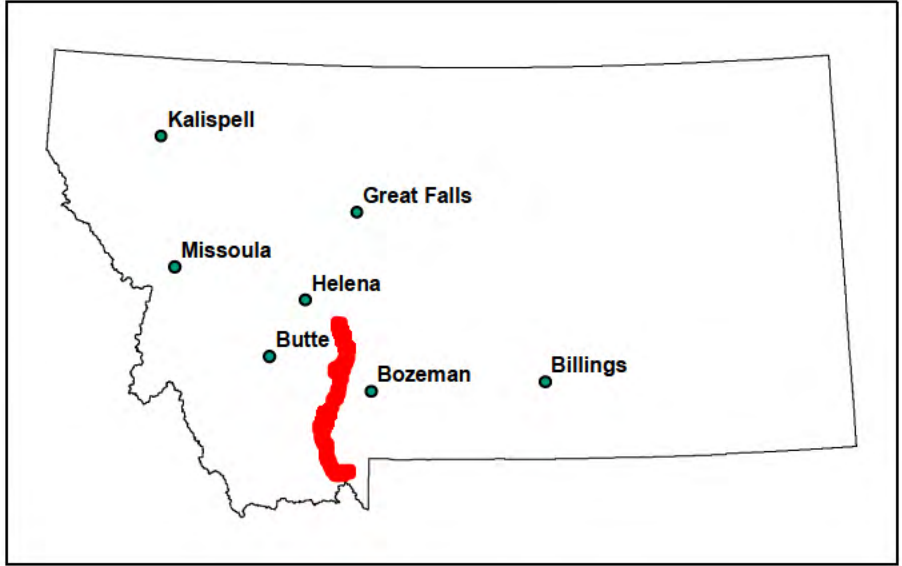 Kalispell
Great Falls
Missoula
Helena
Butte
Billings
Bozeman